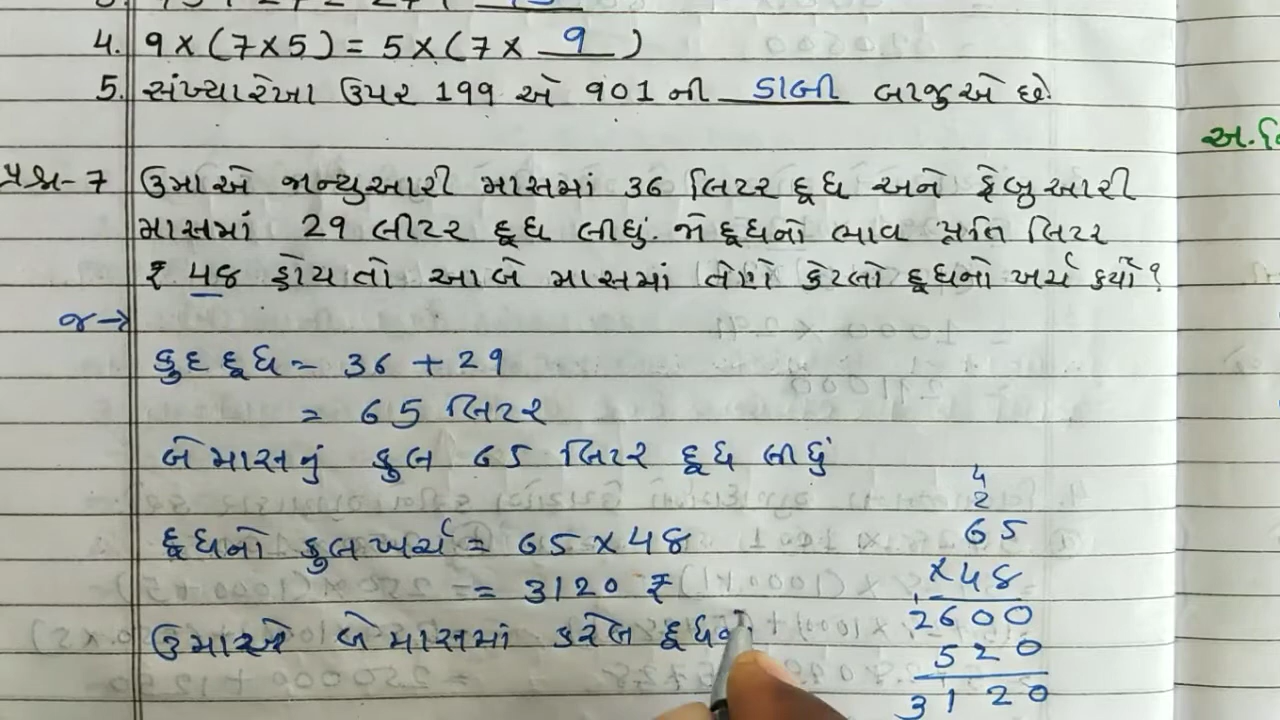 4. 9 × (7 × 5) = 5 × (7 × 9)
5. સંખ્યારેખા ઉપર 199 એ 901 ની ડાબી બાજુએ છે.
પ્રશ્ન-7 ઉમાએ જાન્યુઆરી માસમાં 36 લિટર દૂધ અને ફેબ્રુઆરી
માસમાં 29 લીટર દૂધ લીધું. જો દૂધનો ભાવ પ્રતિ લિટર
₹ 48 હોય તો આ બે માસમાં તેણે કેટલો દૂધનો ખર્ચ કર્યો?
જ→
કુલ દૂધ = 36 + 29
= 65 લિટર
બે માસનું કુલ 65 લિટર દૂધ લીધું
દૂધનો કુલ ખર્ચ = 65 × 48
= 3120 ₹
ઉમાએ બે માસમાં કરેલ
4
2
65
×48
2600
520
3120